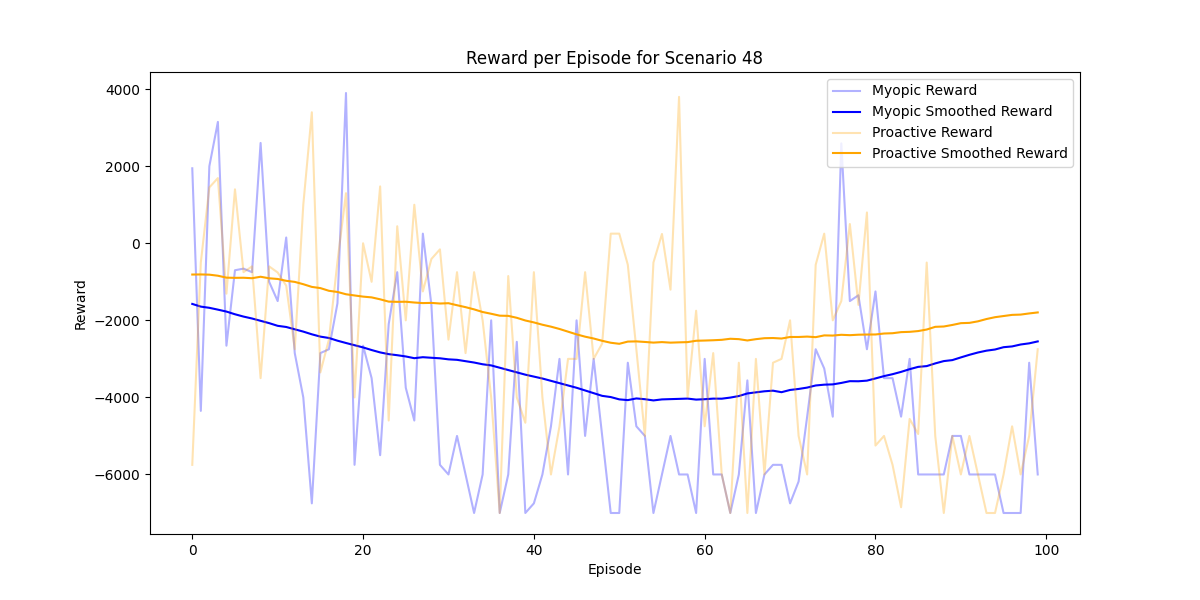 Reward per Episode for Scenario 48
Myopic Reward
Myopic Smoothed Reward
Proactive Reward
Proactive Smoothed Reward
Reward
4000
2000
0
−2000
−4000
−6000
0 20 40 60 80 100
Episode